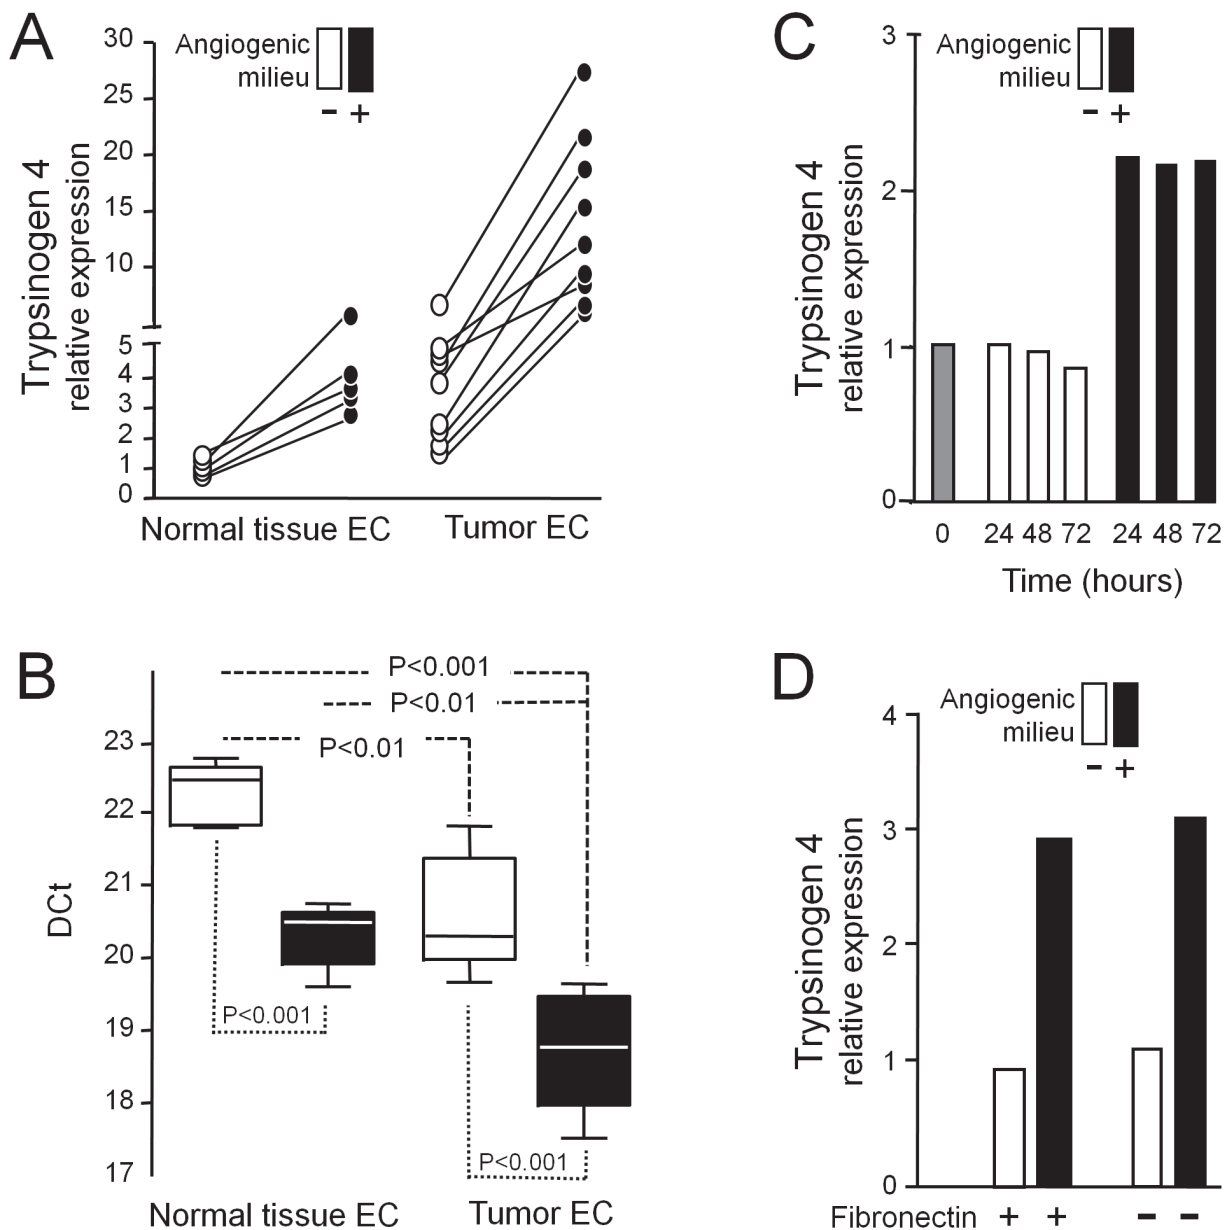 A
Angiogenic
milieu
- +
Trypsinogen 4
relative expression
30
25
20
15
10
5
4
3
2
1
0
Normal tissue EC
Tumor EC
C
Angiogenic
milieu
- +
Trypsinogen 4
relative expression
3
2
1
0
0 24 48 72 24 48 72
Time (hours)
B
P<0.001
P<0.01
P<0.01
DCt
23
22
21
20
19
18
17
P<0.001
P<0.001
Normal tissue EC
Tumor EC
D
Angiogenic
milieu
- +
Trypsinogen 4
relative expression
4
3
2
1
0
Fibronectin + + - -